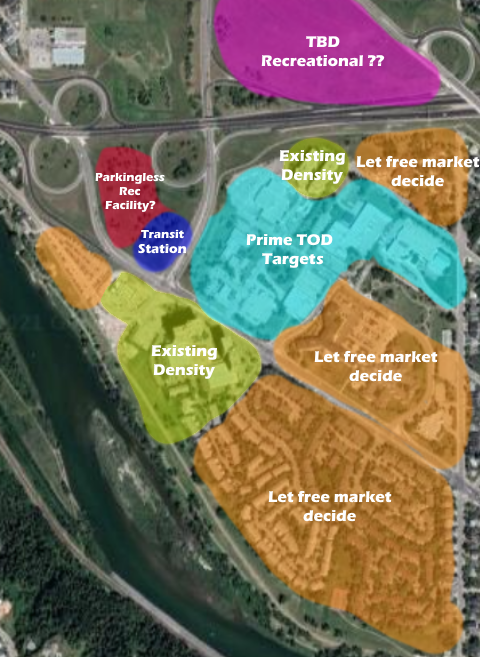 TBD
Recreational ??
Existing
Density
Let free market
decide
Parkingless
Rec
Facility?
Transit
Station
Prime TOD
Targets
Existing
Density
Let free market
decide
Let free market
decide